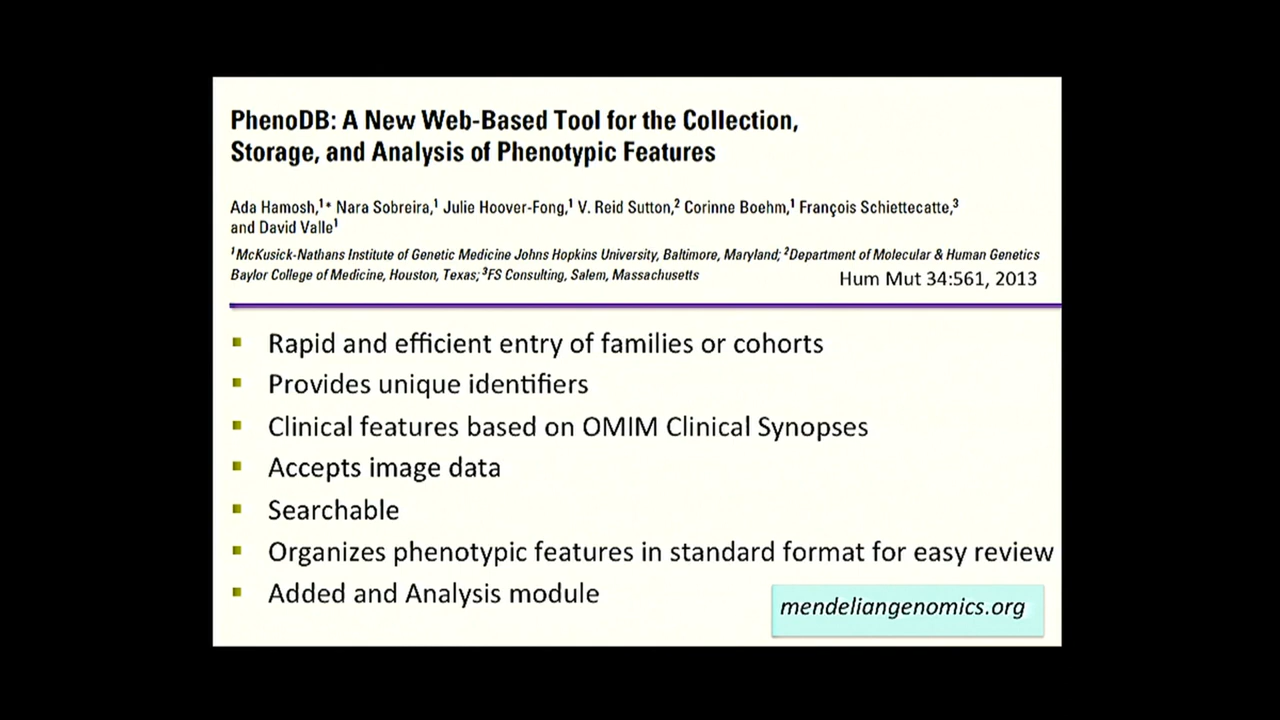 PhenoDB: A New Web-Based Tool for the Collection,
Storage, and Analysis of Phenotypic Features
Ada Hamosh,1* Nara Sobreira,1 Julie Hoover-Fong,1 V. Reid Sutton,2 Corinne Boehm,1 François Schiettecatte,3
and David Valle1
1McKusick-Nathans Institute of Genetic Medicine Johns Hopkins University, Baltimore, Maryland; 2Department of Molecular & Human Genetics
Baylor College of Medicine, Houston, Texas; 3FS Consulting, Salem, Massachusetts
Hum Mut 34:561, 2013
▪ Rapid and efficient entry of families or cohorts
▪ Provides unique identifiers
▪ Clinical features based on OMIM Clinical Synopses
▪ Accepts image data
▪ Searchable
▪ Organizes phenotypic features in standard format for easy review
▪ Added and Analysis module
mendeliangenomics.org